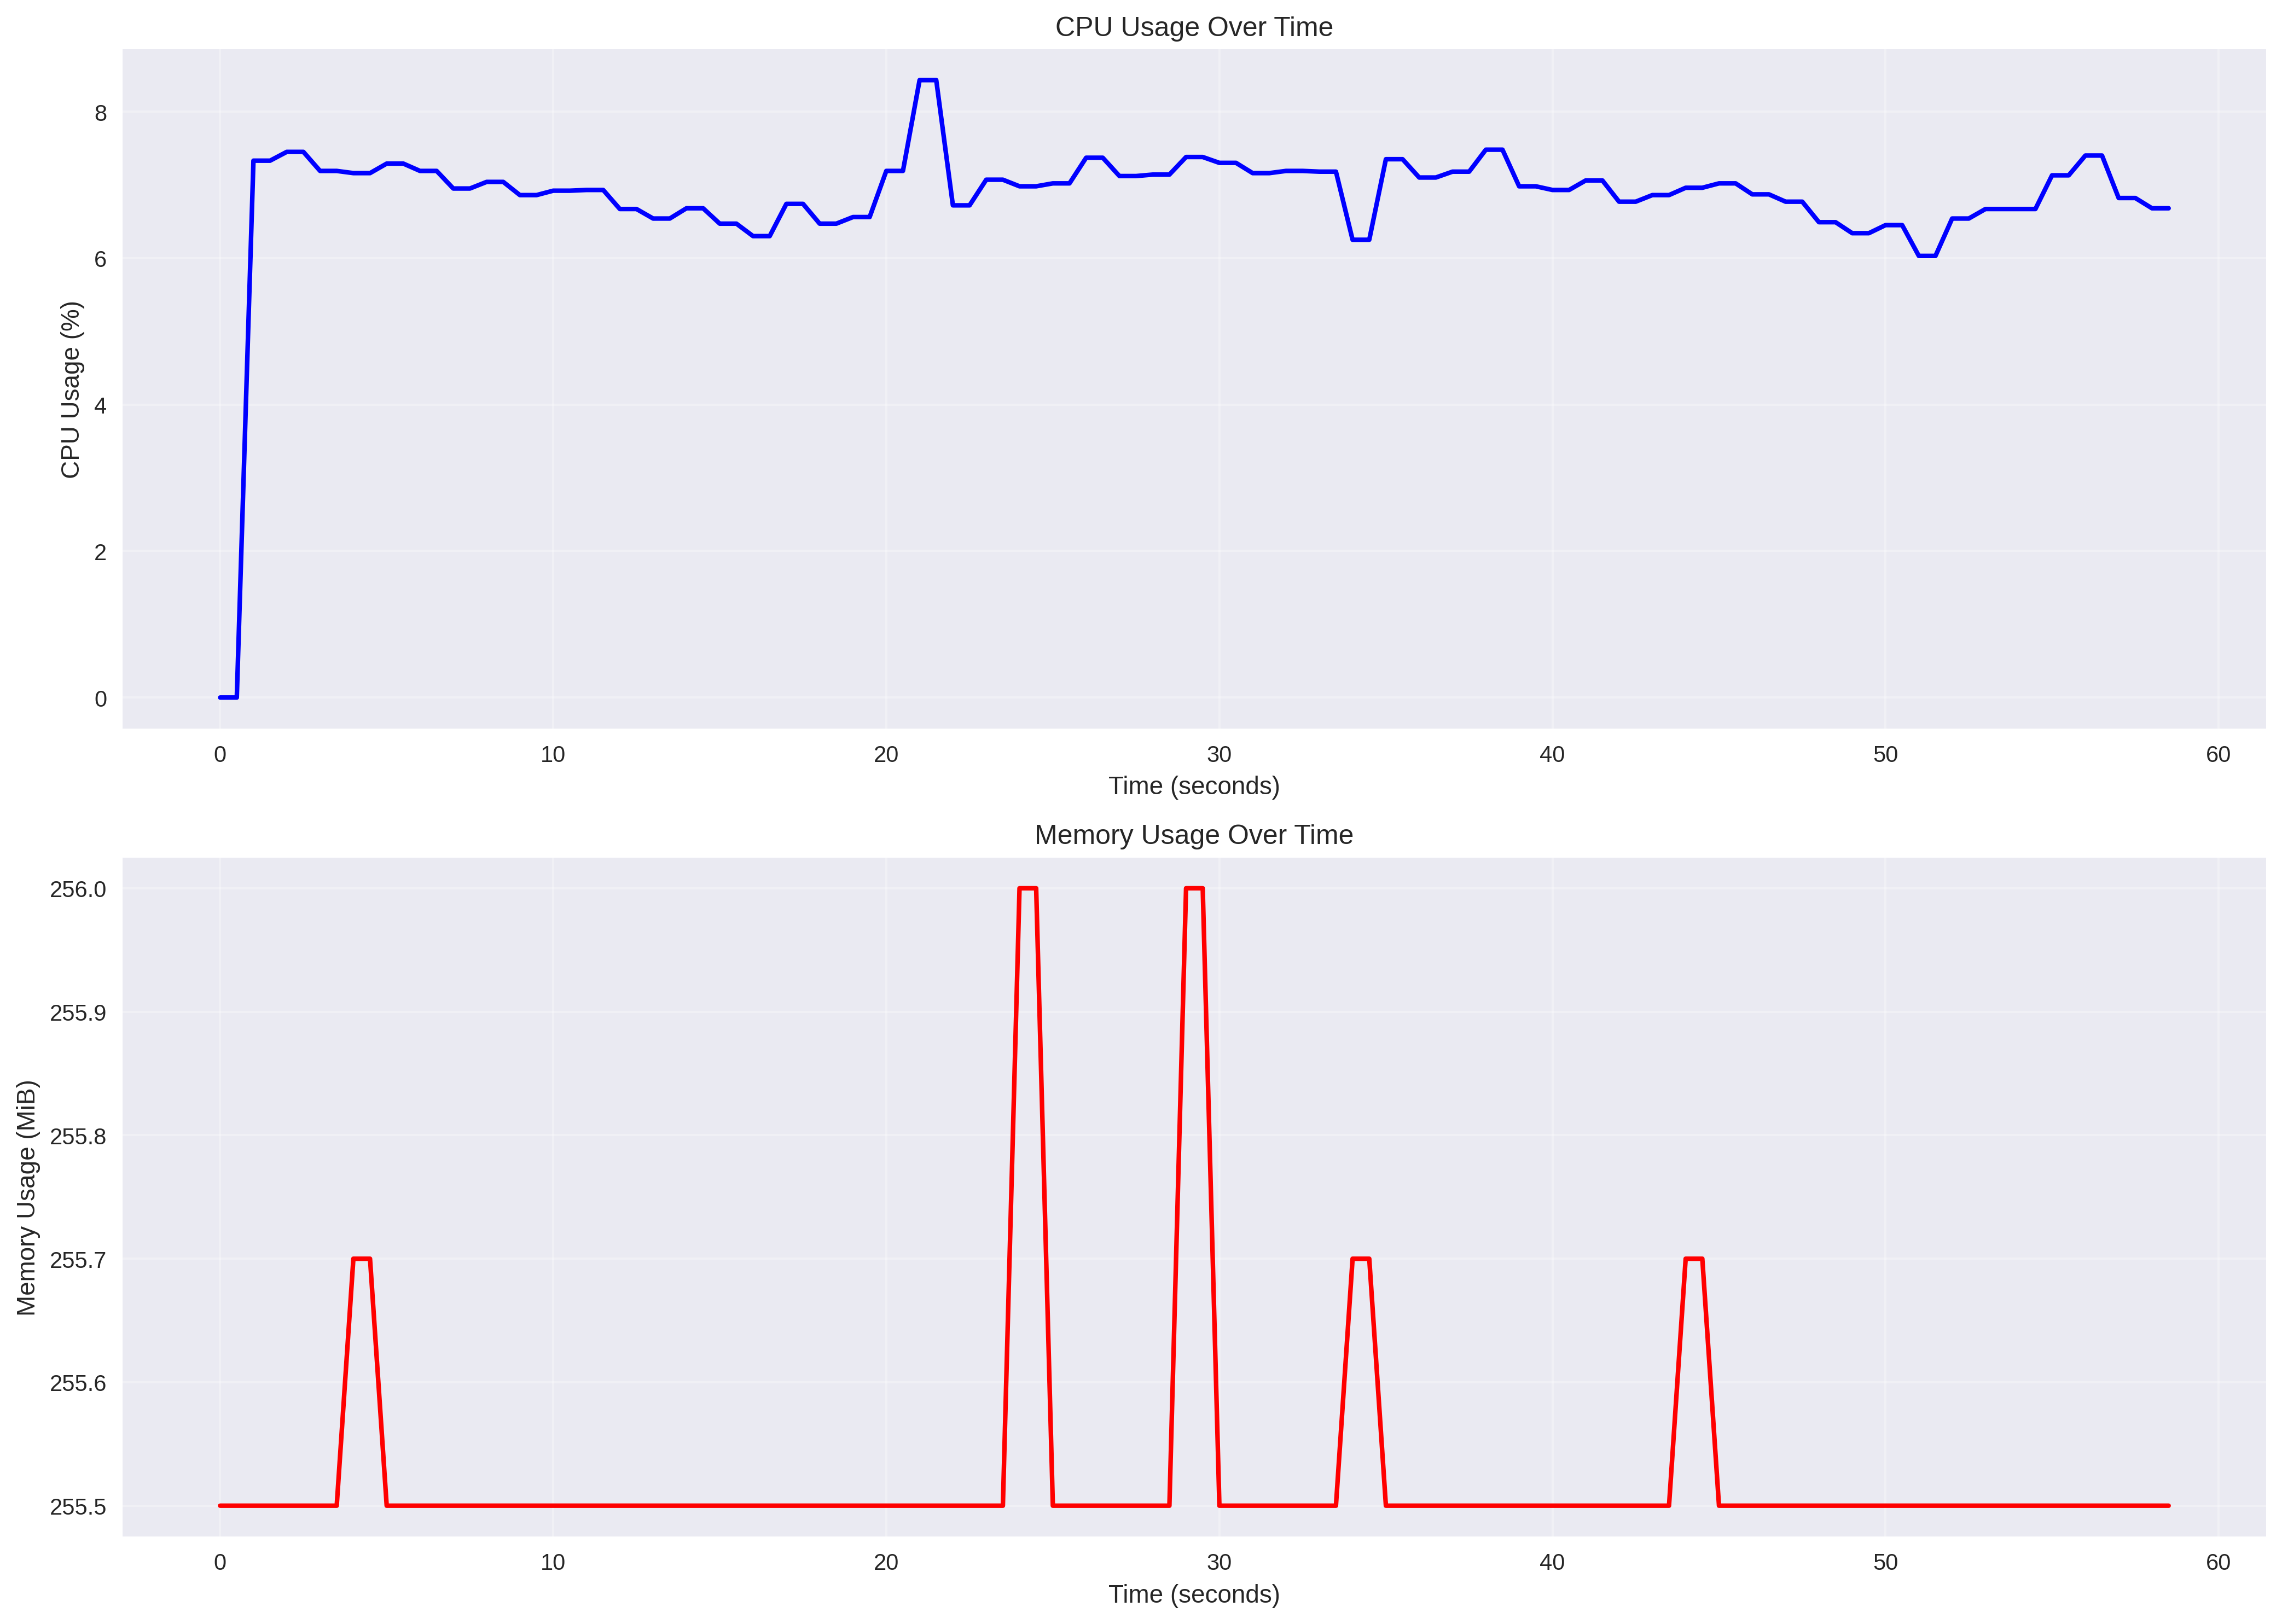 CPU Usage Over Time
8
6
4
2
0
CPU Usage (%)
0 10 20 30 40 50 60
Time (seconds)
Memory Usage Over Time
256.0
255.9
255.8
255.7
255.6
255.5
Memory Usage (MiB)
0 10 20 30 40 50 60
Time (seconds)